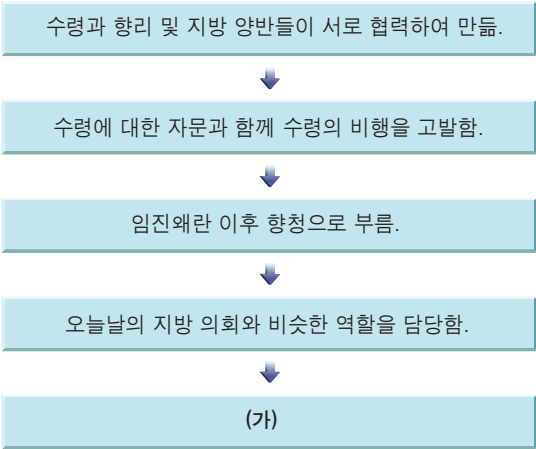 수령과 향리 및 지방 양반들이 서로 협력하여 만듦.
수령에 대한 자문과 함께 수령의 비행을 고발함.
임진왜란 이후 향청으로 부름.
오늘날의 지방 의회와 비슷한 역할을 담당함.
(가)